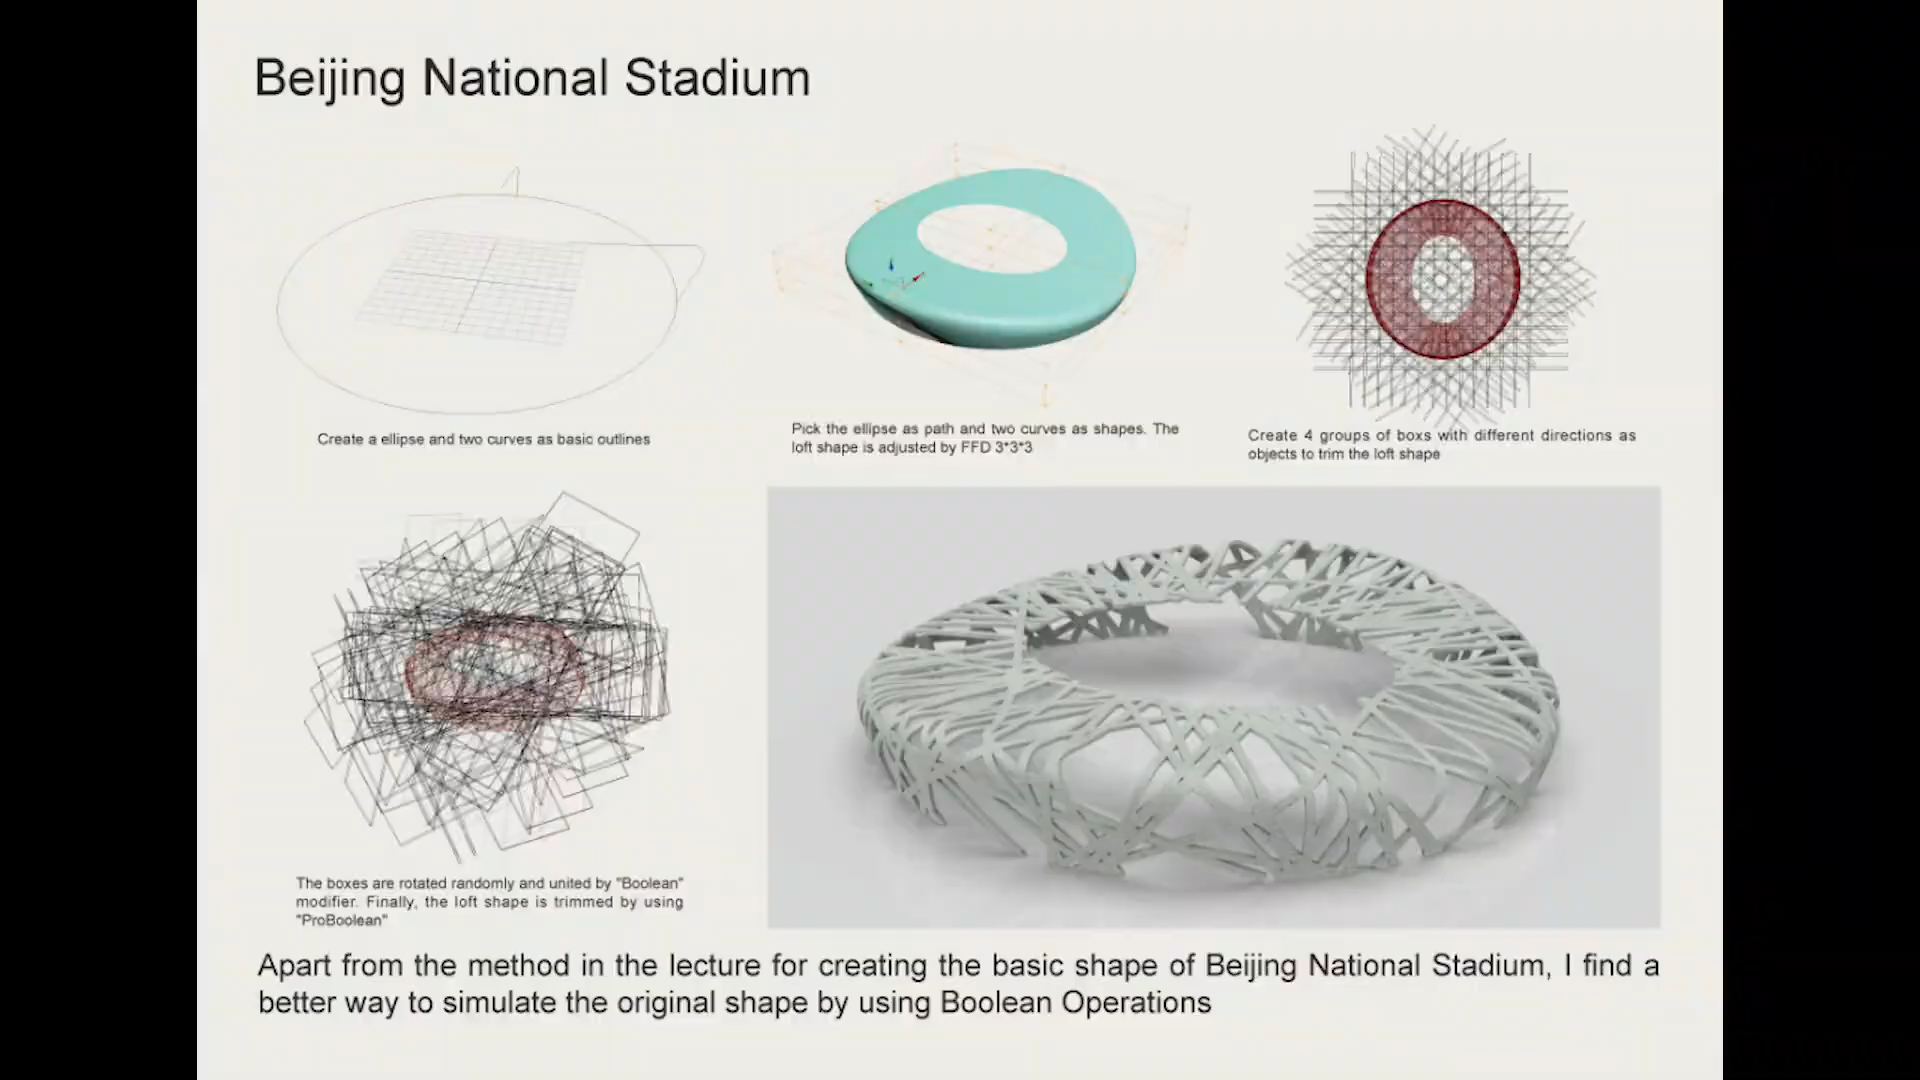 Beijing National Stadium
Create a ellipse and two curves as basic outlines
Pick the ellipse as path and two curves as shapes. The
loft shape is adjusted by FFD 3*3*3
Create 4 groups of boxs with different directions as
objects to trim the loft shape
The boxes are rotated randomly and united by "Boolean"
modifier. Finally, the loft shape is trimmed by using
"ProBoolean"
Apart from the method in the lecture for creating the basic shape of Beijing National Stadium, I find a
better way to simulate the original shape by using Boolean Operations